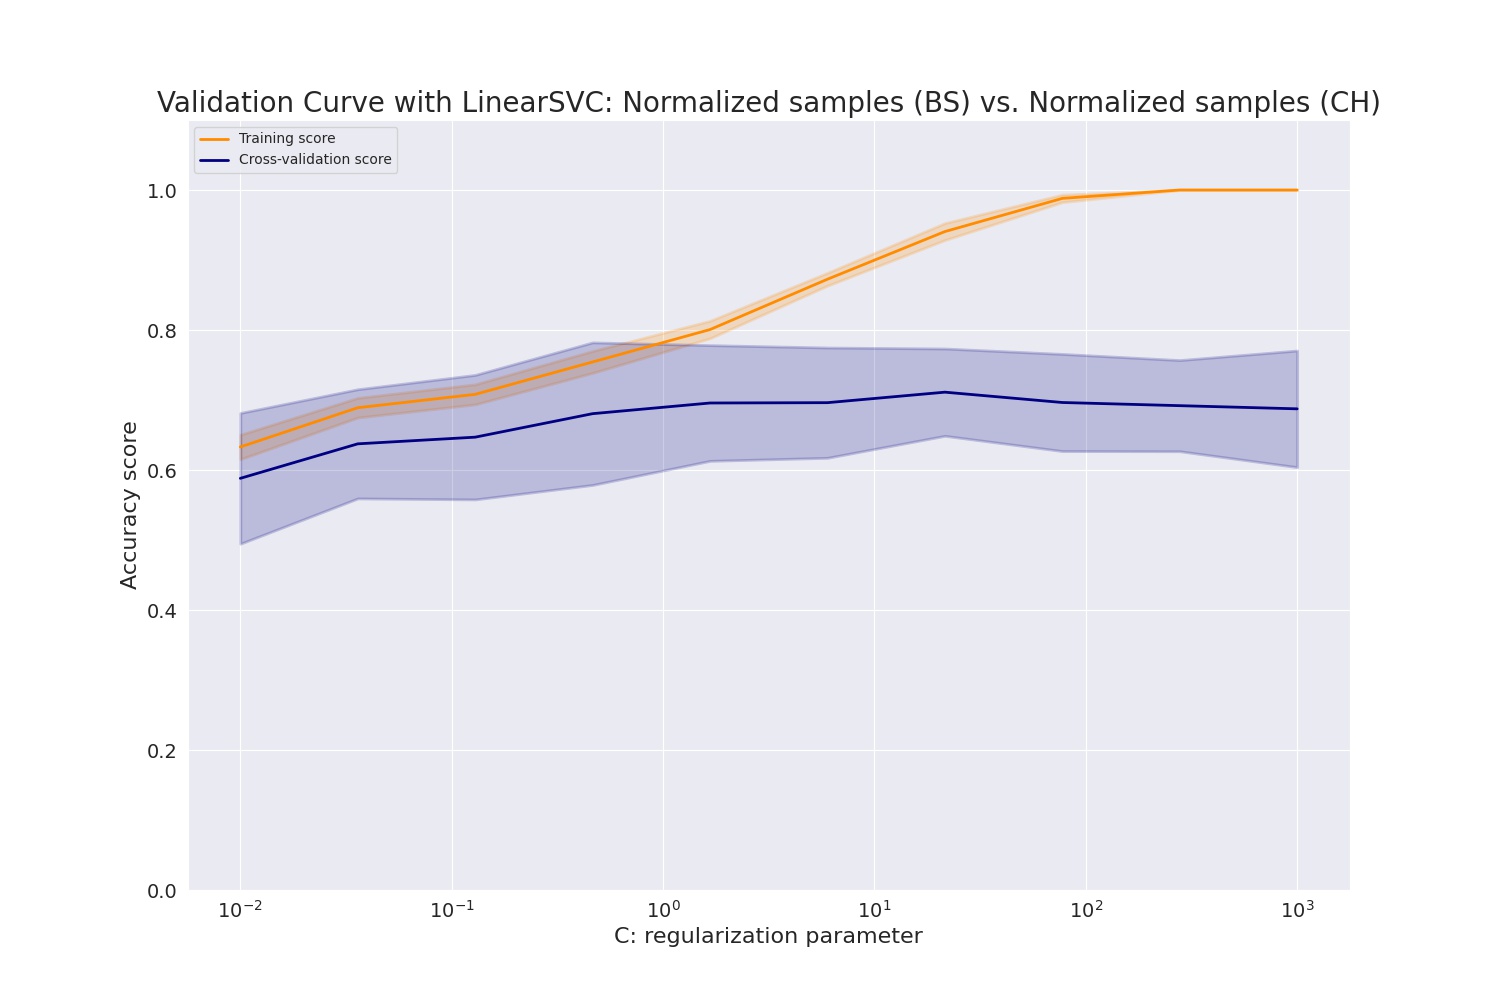 Validation Curve with LinearSVC: Normalized samples (BS) vs. Normalized samples (CH)
Training score
Cross-validation score
1.0
0.8
0.6
0.4
0.2
0.0
Accuracy score
10⁻² 10⁻¹ 10⁰ 10¹ 10² 10³
C: regularization parameter